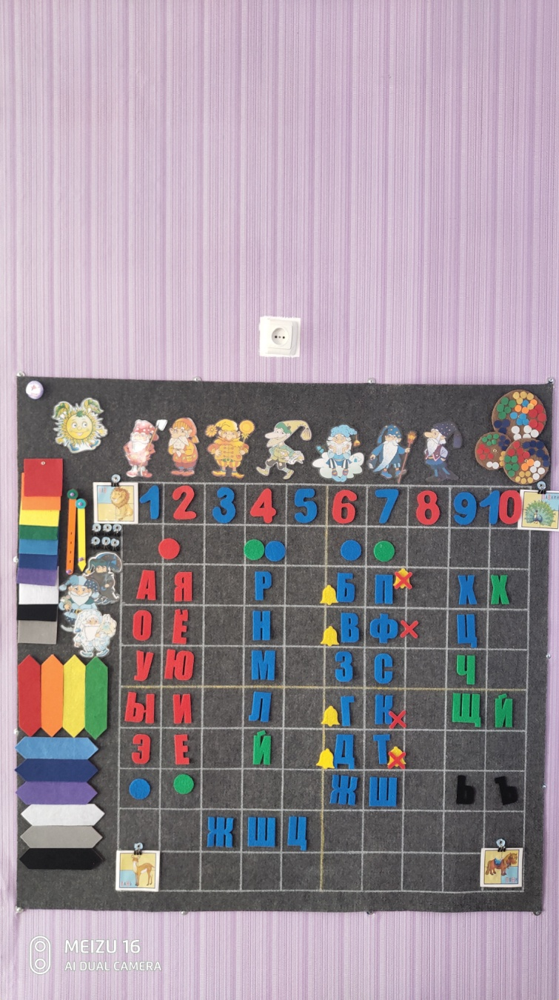 1 2 3 4 5 6 7 8 9 10
А Я Р Б П Х Х
О Ё Н В Ф Ц
У Ю М З С Ч
Ы И Л Г К Щ Й
Э Е Й Д Т
Ж Ш Ь Ъ
Ж Ш Ц
MEIZU 16
AI DUAL CAMERA